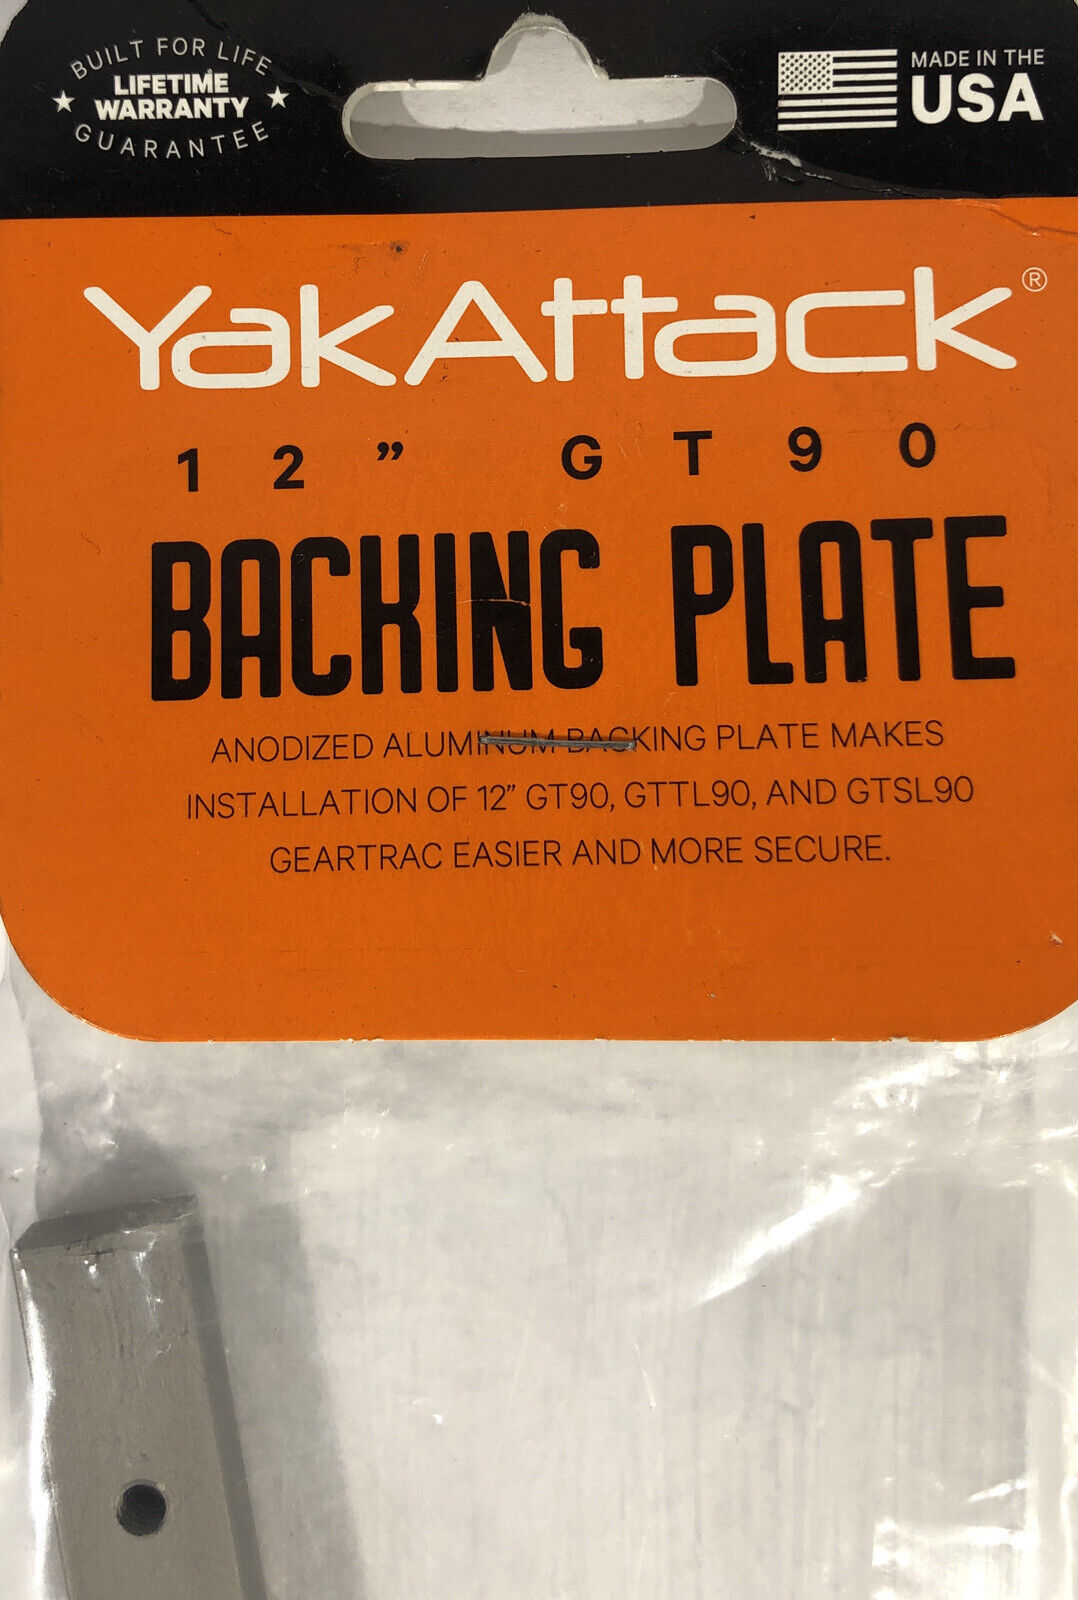 BUILT FOR LIFE
LIFETIME
WARRANTY
GUARANTEE
MADE IN THE
USA
YakAttack®
12” GT90
BACKING PLATE
ANODIZED ALUMINUM BACKING PLATE MAKES
INSTALLATION OF 12” GT90, GTTL90, AND GTSL90
GEARTRAC EASIER AND MORE SECURE.